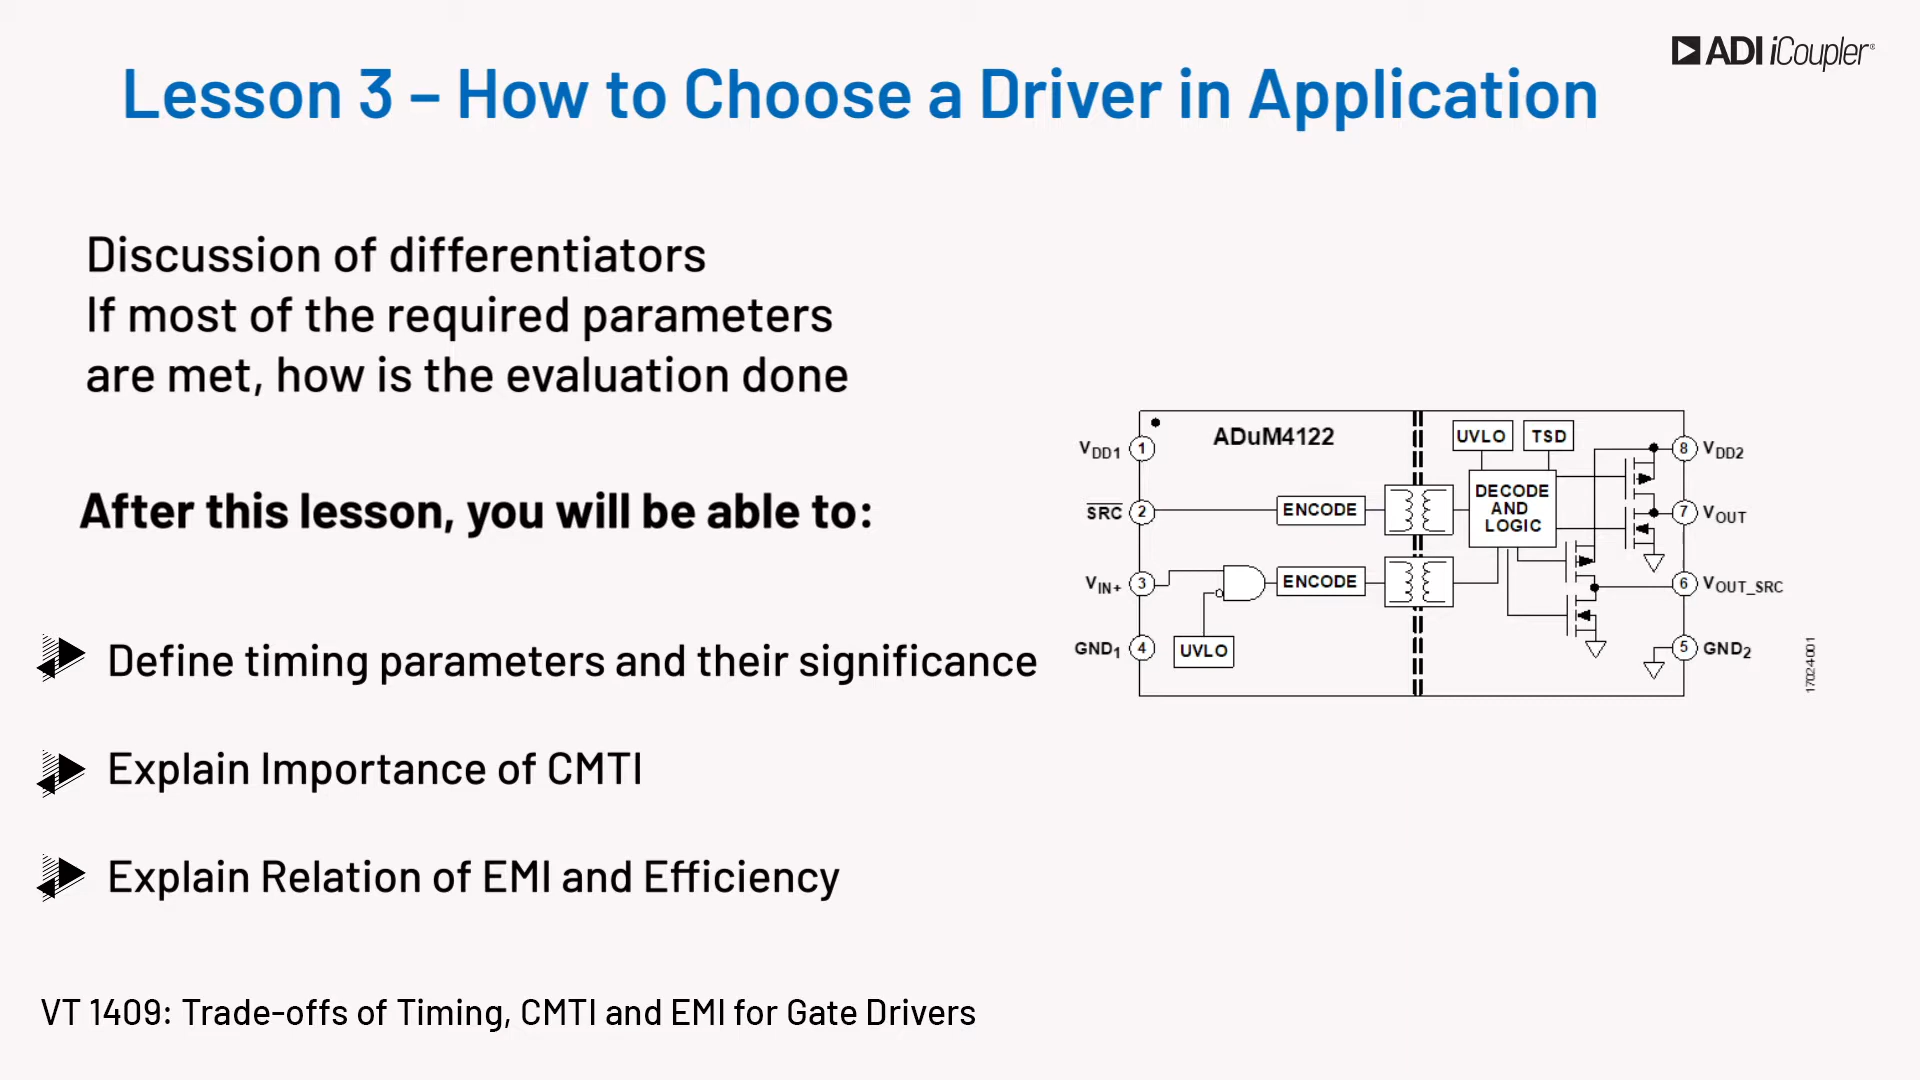 ADI iCoupler®
Lesson 3 – How to Choose a Driver in Application
Discussion of differentiators
If most of the required parameters
are met, how is the evaluation done
After this lesson, you will be able to:
Define timing parameters and their significance
Explain Importance of CMTI
Explain Relation of EMI and Efficiency
VT 1409: Trade-offs of Timing, CMTI and EMI for Gate Drivers
ADuM4122
VDD1 1
SRC 2
VIN+ 3
GND1 4
ENCODE
ENCODE
UVLO
UVLO
TSD
DECODE
AND
LOGIC
8 VDD2
7 VOUT
6 VOUT_SRC
5 GND2
17024-001